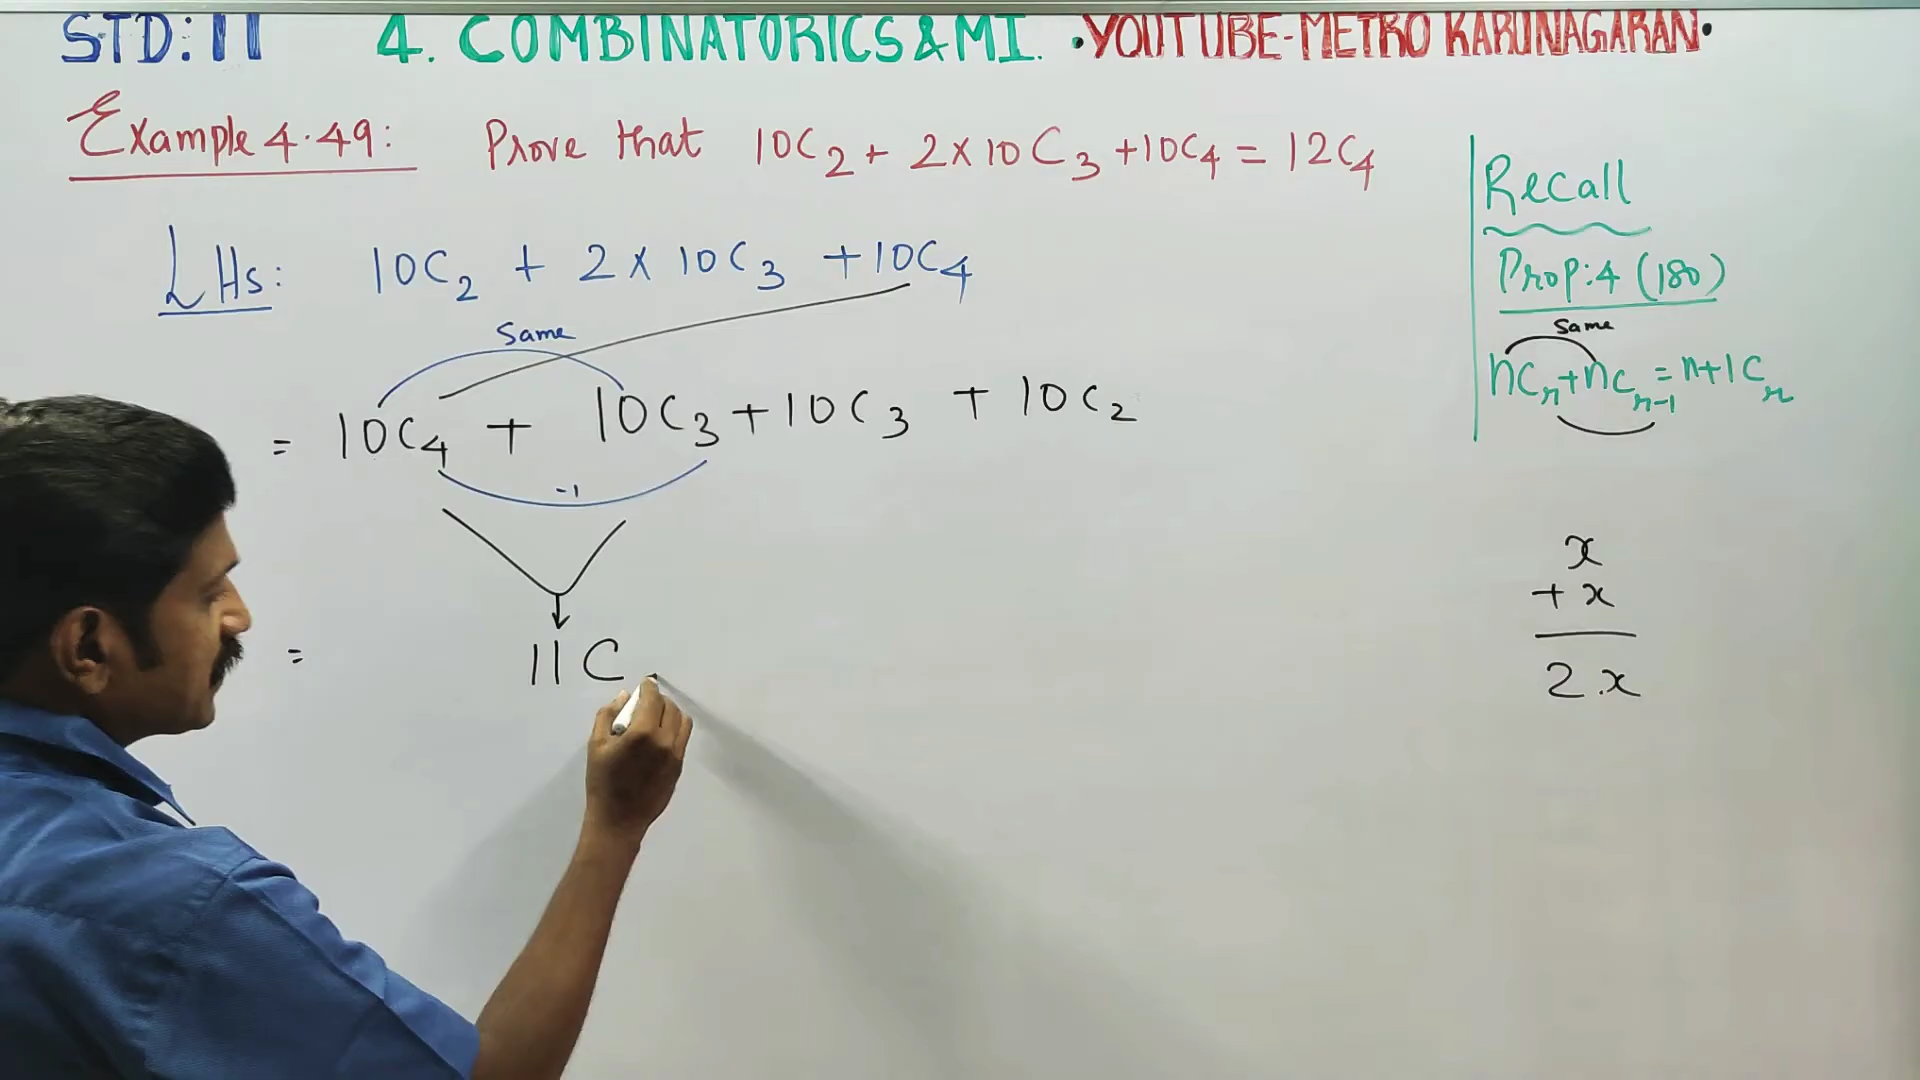 STD: 11 4. COMBINATORICS & MI. •YOUTUBE-METRO KARUNAGARAN•
Example 4.49: Prove that 10C₂ + 2×10C₃ + 10C₄ = 12C₄
LHS: 10C₂ + 2 × 10C₃ + 10C₄
Same
= 10C₄ + 10C₃ + 10C₃ + 10C₂
-1
= 11C
Recall
Prop: 4 (180)
Same
nCᵣ + nCᵣ₋₁ = n+1Cᵣ
x
+ x
2x